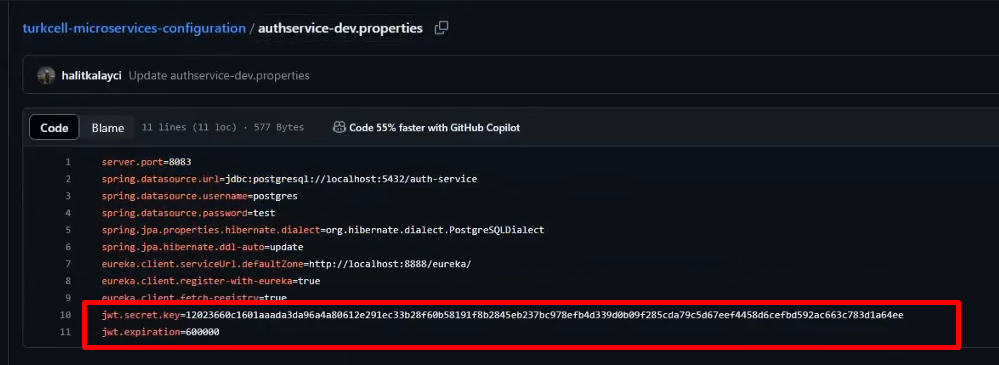 turkcell-microservices-configuration / authservice-dev.properties
halitkalayci Update authservice-dev.properties
Code Blame 11 lines (11 loc) · 577 Bytes Code 55% faster with GitHub Copilot
1 server.port=8083
2 spring.datasource.url=jdbc:postgresql://localhost:5432/auth-service
3 spring.datasource.username=postgres
4 spring.datasource.password=test
5 spring.jpa.properties.hibernate.dialect=org.hibernate.dialect.PostgreSQLDialect
6 spring.jpa.hibernate.ddl-auto=update
7 eureka.client.serviceUrl.defaultZone=http://localhost:8888/eureka/
8 eureka.client.register-with-eureka=true
9 eureka.client.fetch-registry=true
10 jwt.secret.key=12023660c1601aaada3da96a4a80612e291ec33b28f60b58191f8b2845eb237bc978efb4d339d0b09f285cda79c5d67eef4458d6cefbd592ac663c783d1a64ee
11 jwt.expiration=600000